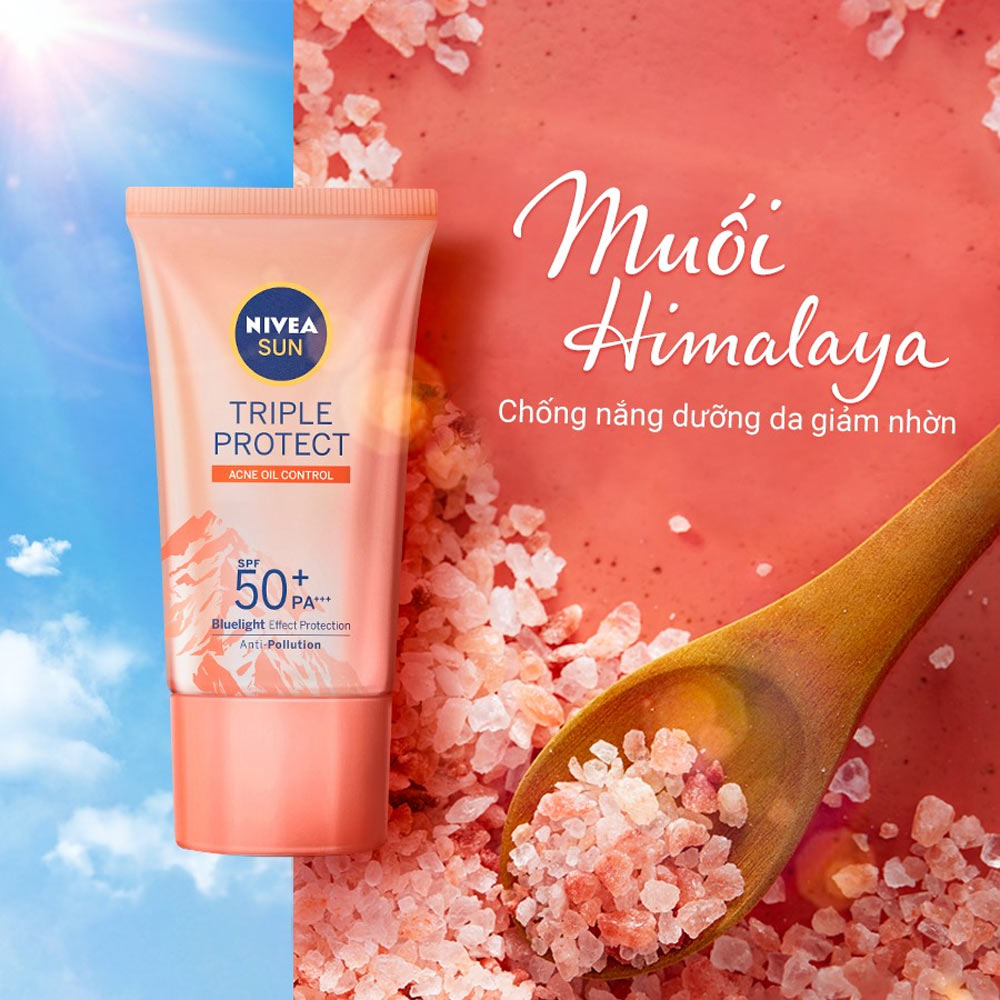 NIVEA
SUN
TRIPLE
PROTECT
ACNE OIL CONTROL
SPF
50+
PA+++
Bluelight Effect Protection
Anti-Pollution
Muối
Himalaya
Chống nắng dưỡng da giảm nhờn